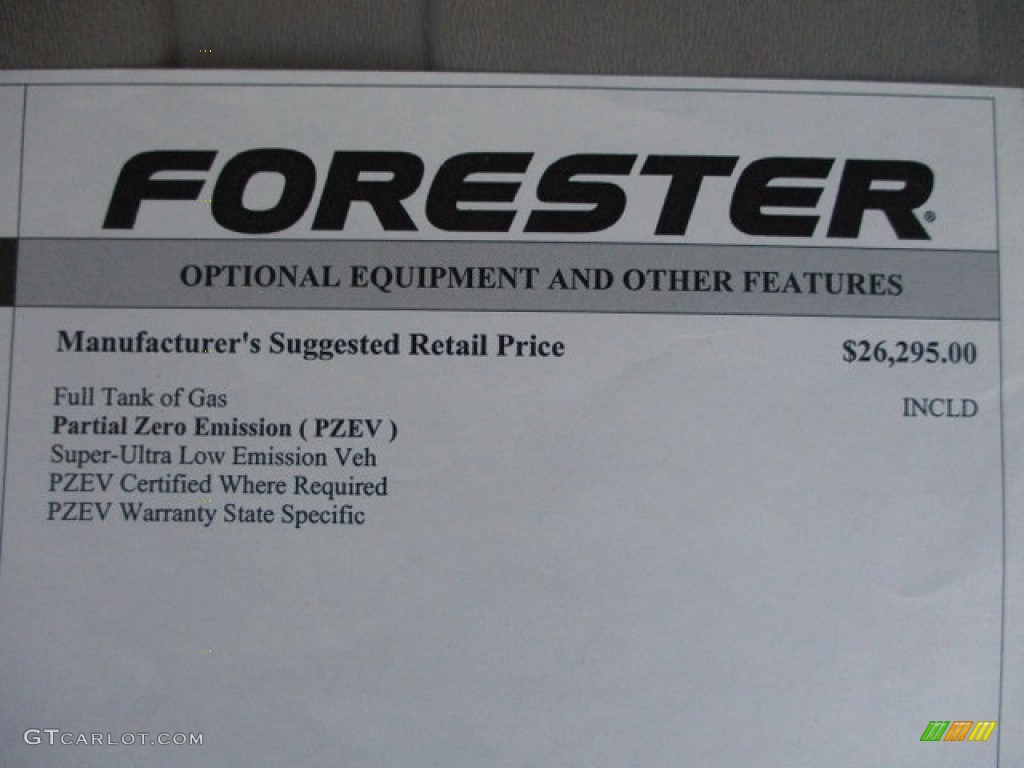 FORESTER®
OPTIONAL EQUIPMENT AND OTHER FEATURES
Manufacturer's Suggested Retail Price $26,295.00
Full Tank of Gas INCLD
Partial Zero Emission ( PZEV )
Super-Ultra Low Emission Veh
PZEV Certified Where Required
PZEV Warranty State Specific
GTCARLOT.COM